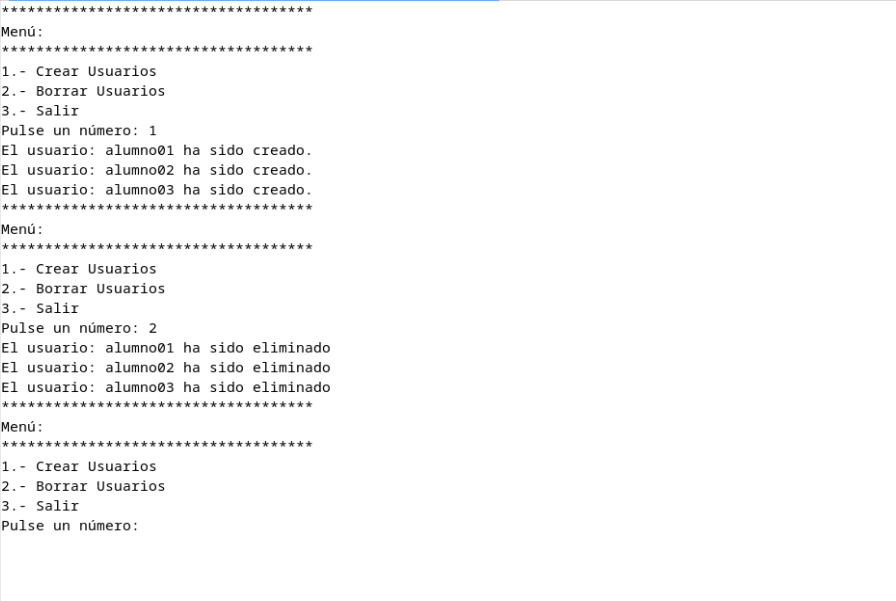 ************************************
Menú:
************************************
1.- Crear Usuarios
2.- Borrar Usuarios
3.- Salir
Pulse un número: 1
El usuario: alumno01 ha sido creado.
El usuario: alumno02 ha sido creado.
El usuario: alumno03 ha sido creado.
************************************
Menú:
************************************
1.- Crear Usuarios
2.- Borrar Usuarios
3.- Salir
Pulse un número: 2
El usuario: alumno01 ha sido eliminado
El usuario: alumno02 ha sido eliminado
El usuario: alumno03 ha sido eliminado
************************************
Menú:
************************************
1.- Crear Usuarios
2.- Borrar Usuarios
3.- Salir
Pulse un número: